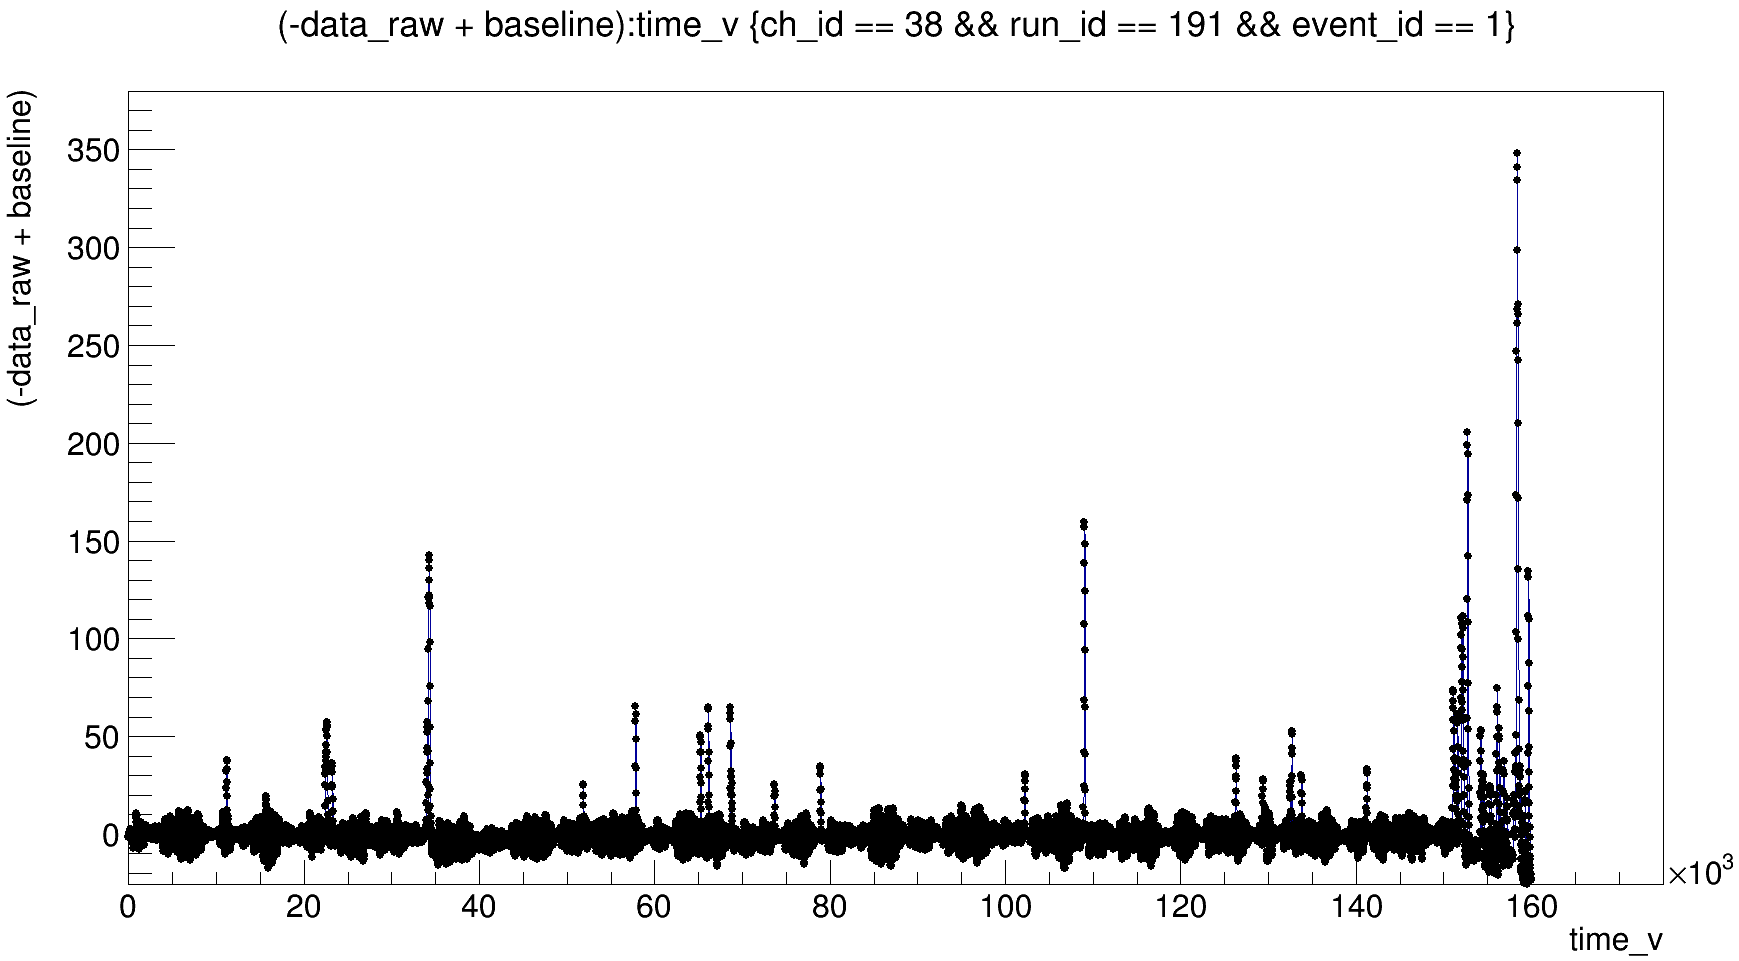 (-data_raw + baseline):time_v {ch_id == 38 && run_id == 191 && event_id == 1}
(-data_raw + baseline)
350
300
250
200
150
100
50
0
0 20 40 60 80 100 120 140 160
×10³
time_v